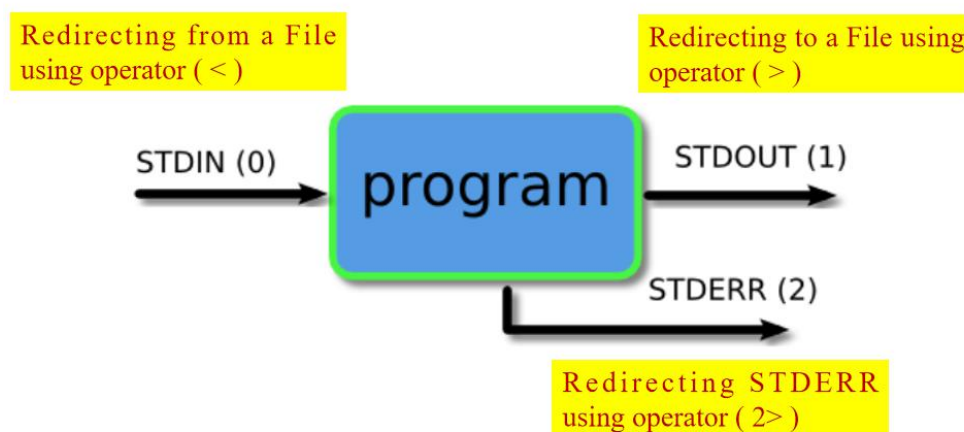 Redirecting from a File
using operator ( < )
Redirecting to a File using
operator ( > )
STDIN (0)
program
STDOUT (1)
STDERR (2)
Redirecting STDERR
using operator ( 2> )